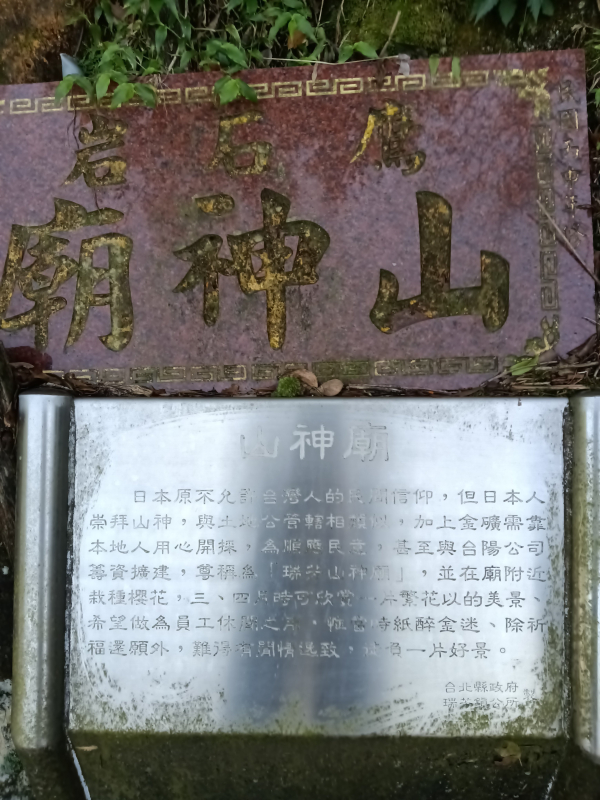 鷹石岩
山神廟
山神廟
日本原不允許台灣人的民間信仰，但日本人
崇拜山神，與土地公管轄相類似，加上金礦需靠
本地人用心開採，為順應民意，甚至與台陽公司
籌資擴建，尊稱為「瑞芳山神廟」，並在廟附近
栽種櫻花，三、四月時可欣賞一片繁花以的美景、
希望做為員工休閒之用，惟當時紙醉金迷、除祈
福還願外，難得有閒情逸致，徒負一片好景。
台北縣政府
瑞芳鎮公所 製